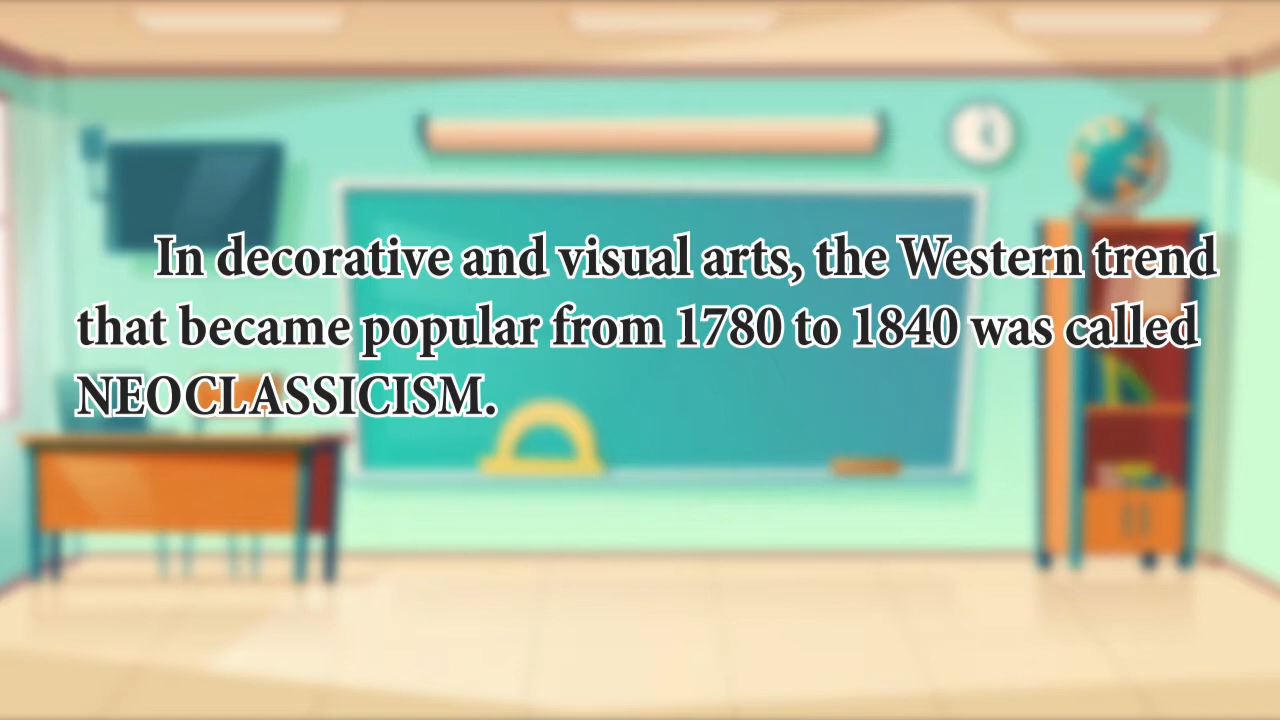 In decorative and visual arts, the Western trend
that became popular from 1780 to 1840 was called
NEOCLASSICISM.